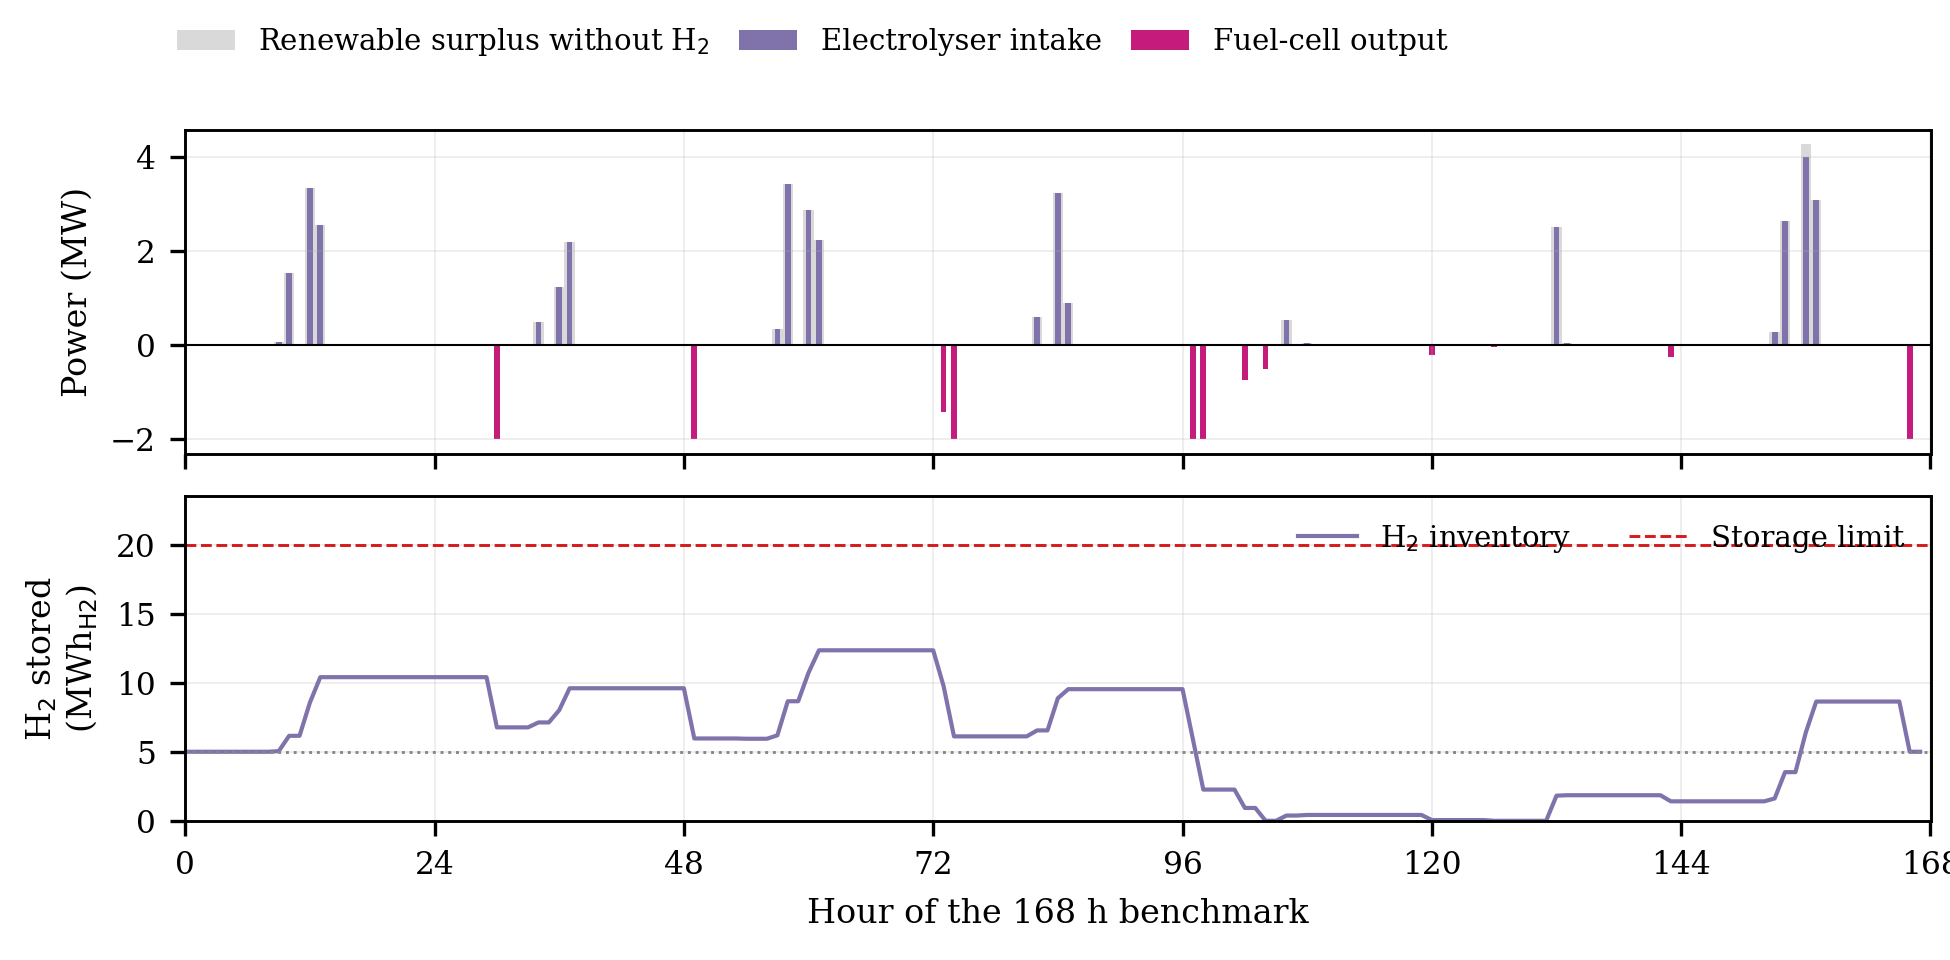 Renewable surplus without H₂ Electrolyser intake Fuel-cell output
Power (MW)
4
2
0
−2
H₂ stored
(MWh_H2)
H₂ inventory Storage limit
20
15
10
5
0
0 24 48 72 96 120 144 168
Hour of the 168 h benchmark